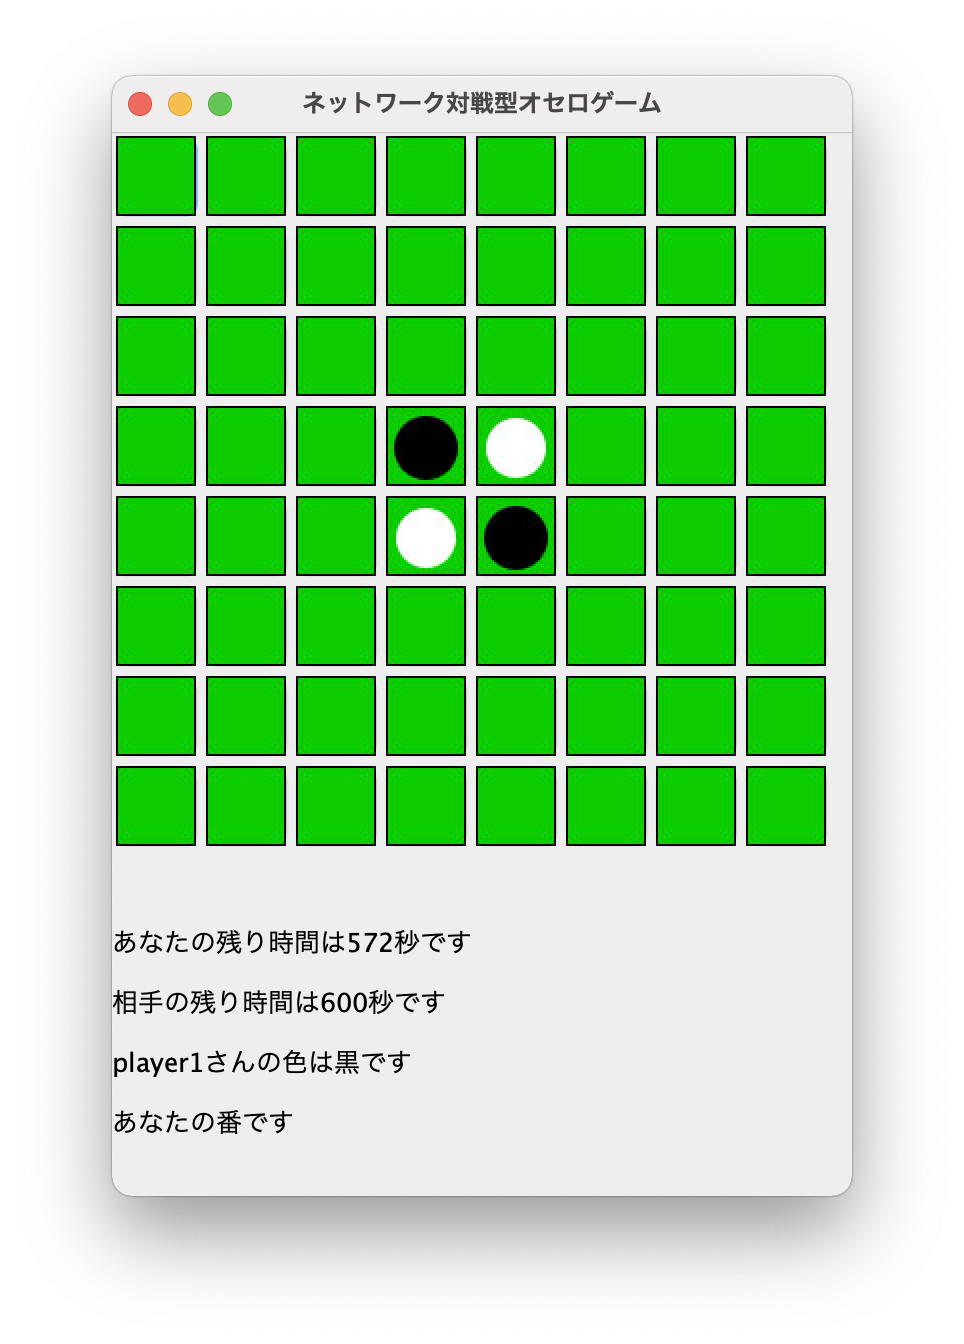 ネットワーク対戦型オセロゲーム
あなたの残り時間は572秒です
相手の残り時間は600秒です
player1さんの色は黒です
あなたの番です